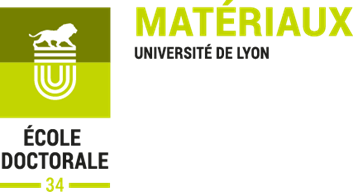 MATÉRIAUX
UNIVERSITÉ DE LYON
ÉCOLE
DOCTORALE
34